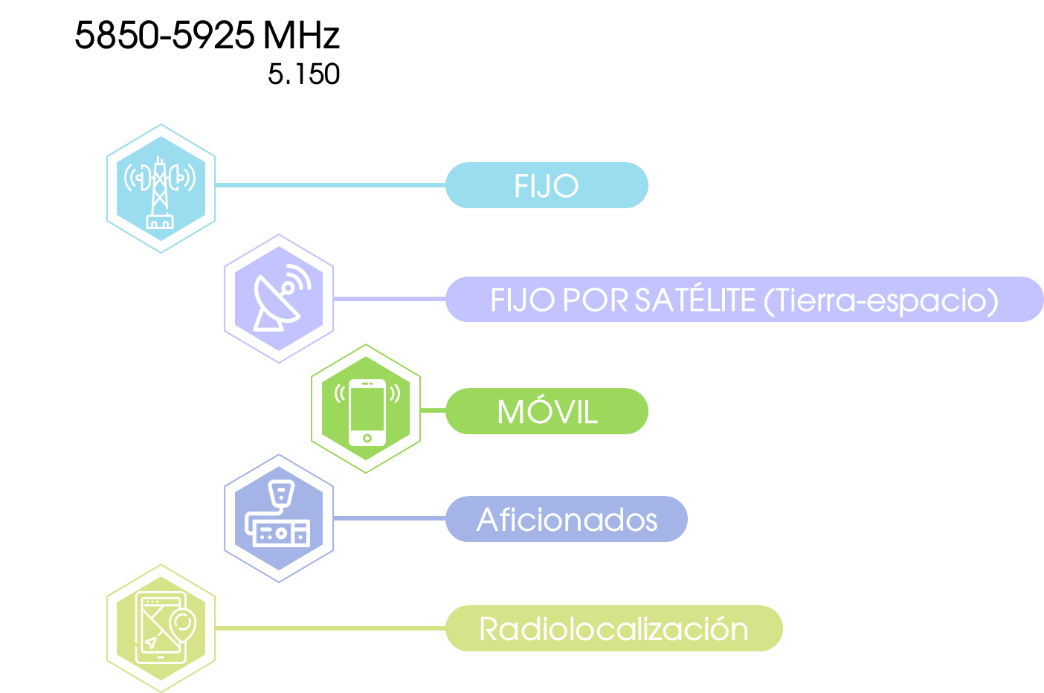 5850-5925 MHz
5.150
FIJO
FIJO POR SATÉLITE (Tierra-espacio)
MÓVIL
Aficionados
Radiolocalización